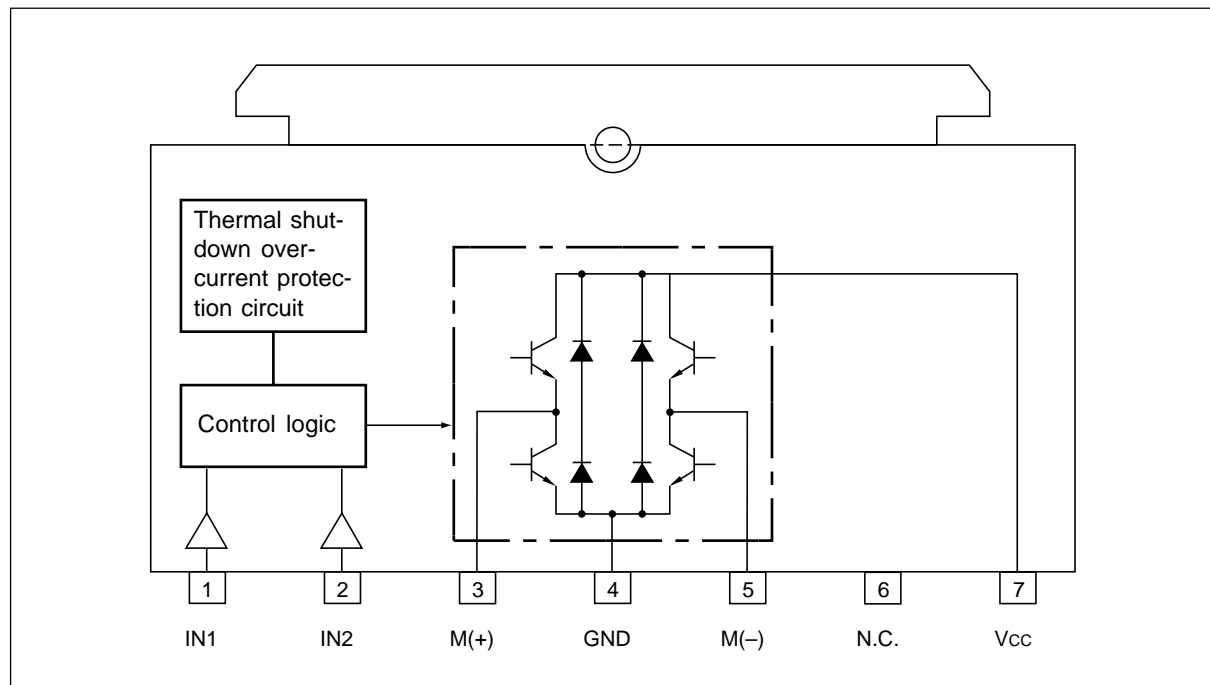 Thermal shut-
down over-
current protec-
tion circuit
Control logic
1 2 3 4 5 6 7
IN1 IN2 M(+) GND M(–) N.C. VCC